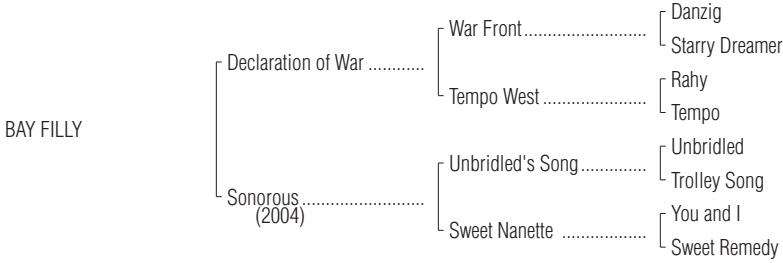 Danzig
War Front..........................
Starry Dreamer
Declaration of War ............
Rahy
Tempo West ......................
Tempo
BAY FILLY
Unbridled
Unbridled's Song..............
Trolley Song
Sonorous..........................
(2004)
You and I
Sweet Nanette ..................
Sweet Remedy